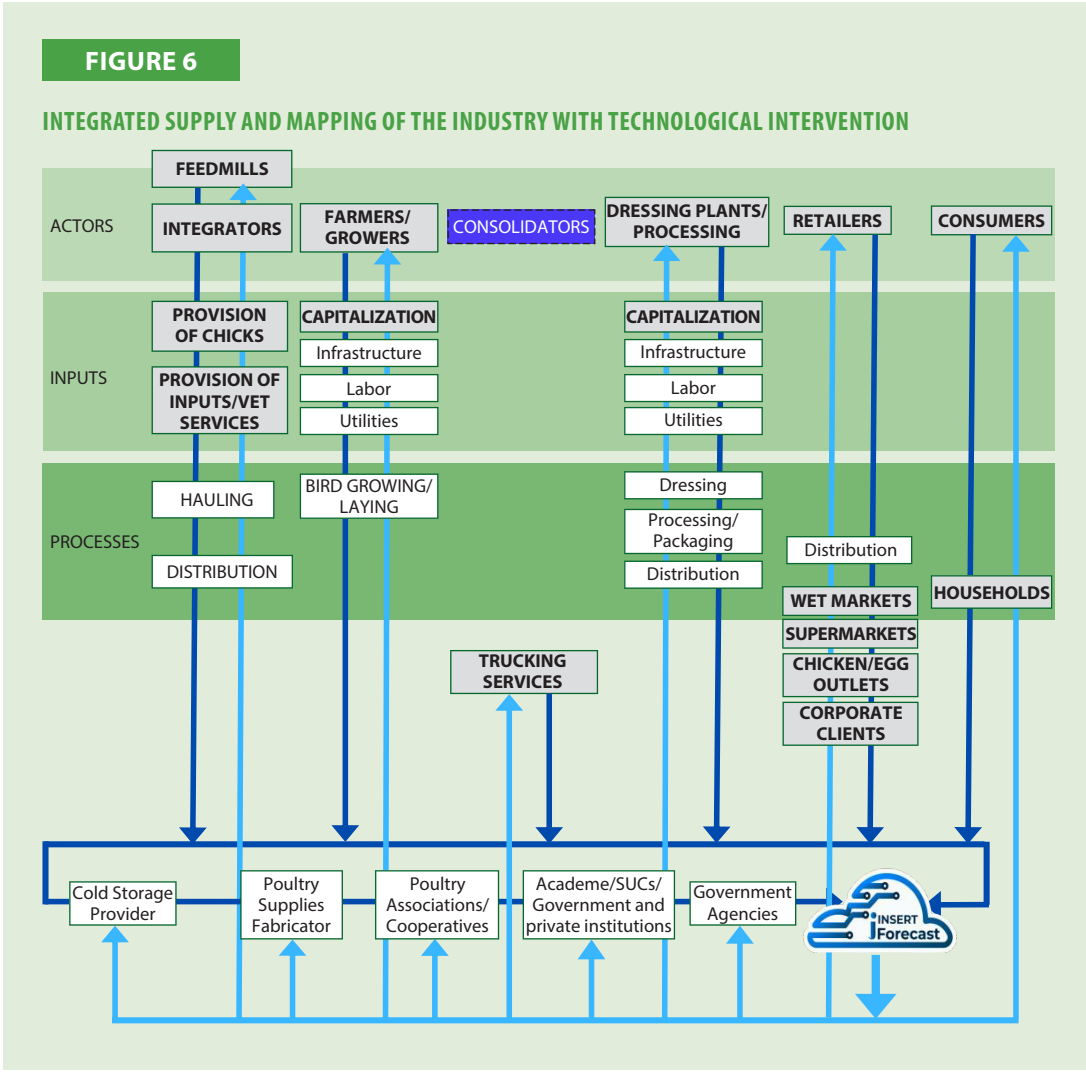 FIGURE 6
INTEGRATED SUPPLY AND MAPPING OF THE INDUSTRY WITH TECHNOLOGICAL INTERVENTION
ACTORS
FEEDMILLS
INTEGRATORS
FARMERS/
GROWERS
CONSOLIDATORS
DRESSING PLANTS/
PROCESSING
RETAILERS
CONSUMERS
INPUTS
PROVISION
OF CHICKS
PROVISION OF
INPUTS/VET
SERVICES
CAPITALIZATION
Infrastructure
Labor
Utilities
CAPITALIZATION
Infrastructure
Labor
Utilities
PROCESSES
HAULING
DISTRIBUTION
BIRD GROWING/
LAYING
Dressing
Processing/
Packaging
Distribution
Distribution
WET MARKETS
SUPERMARKETS
CHICKEN/EGG
OUTLETS
CORPORATE
CLIENTS
HOUSEHOLDS
TRUCKING
SERVICES
Cold Storage
Provider
Poultry
Supplies
Fabricator
Poultry
Associations/
Cooperatives
Academe/SUCs/
Government and
private institutions
Government
Agencies
INSERT
iForecast